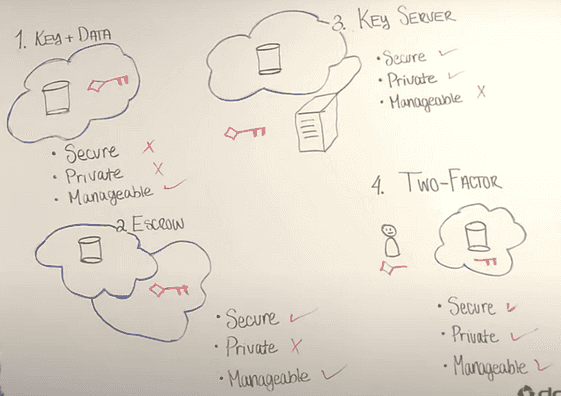 1. KEY + DATA
• Secure ✗
• Private ✗
• Manageable ✓
2 ESCROW
• Secure ✓
• Private ✗
• Manageable ✓
3. KEY SERVER
• Secure ✓
• Private ✓
• Manageable ✗
4. TWO-FACTOR
• Secure ✓
• Private ✓
• Manageable ✓